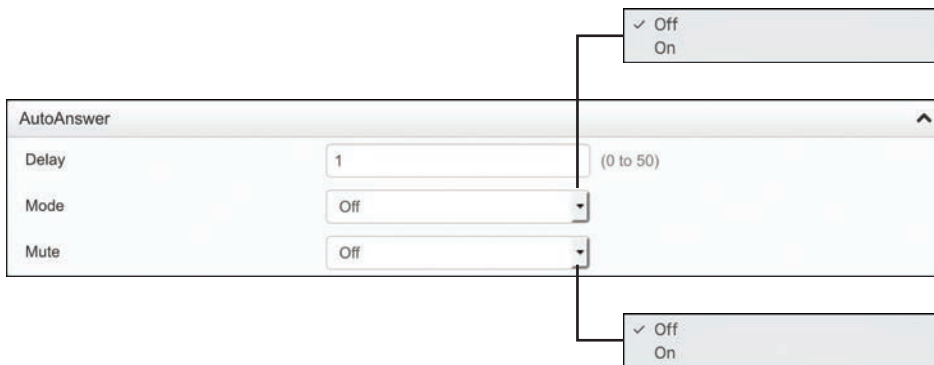 ✓ Off
On
AutoAnswer
Delay 1 (0 to 50)
Mode Off
Mute Off
✓ Off
On